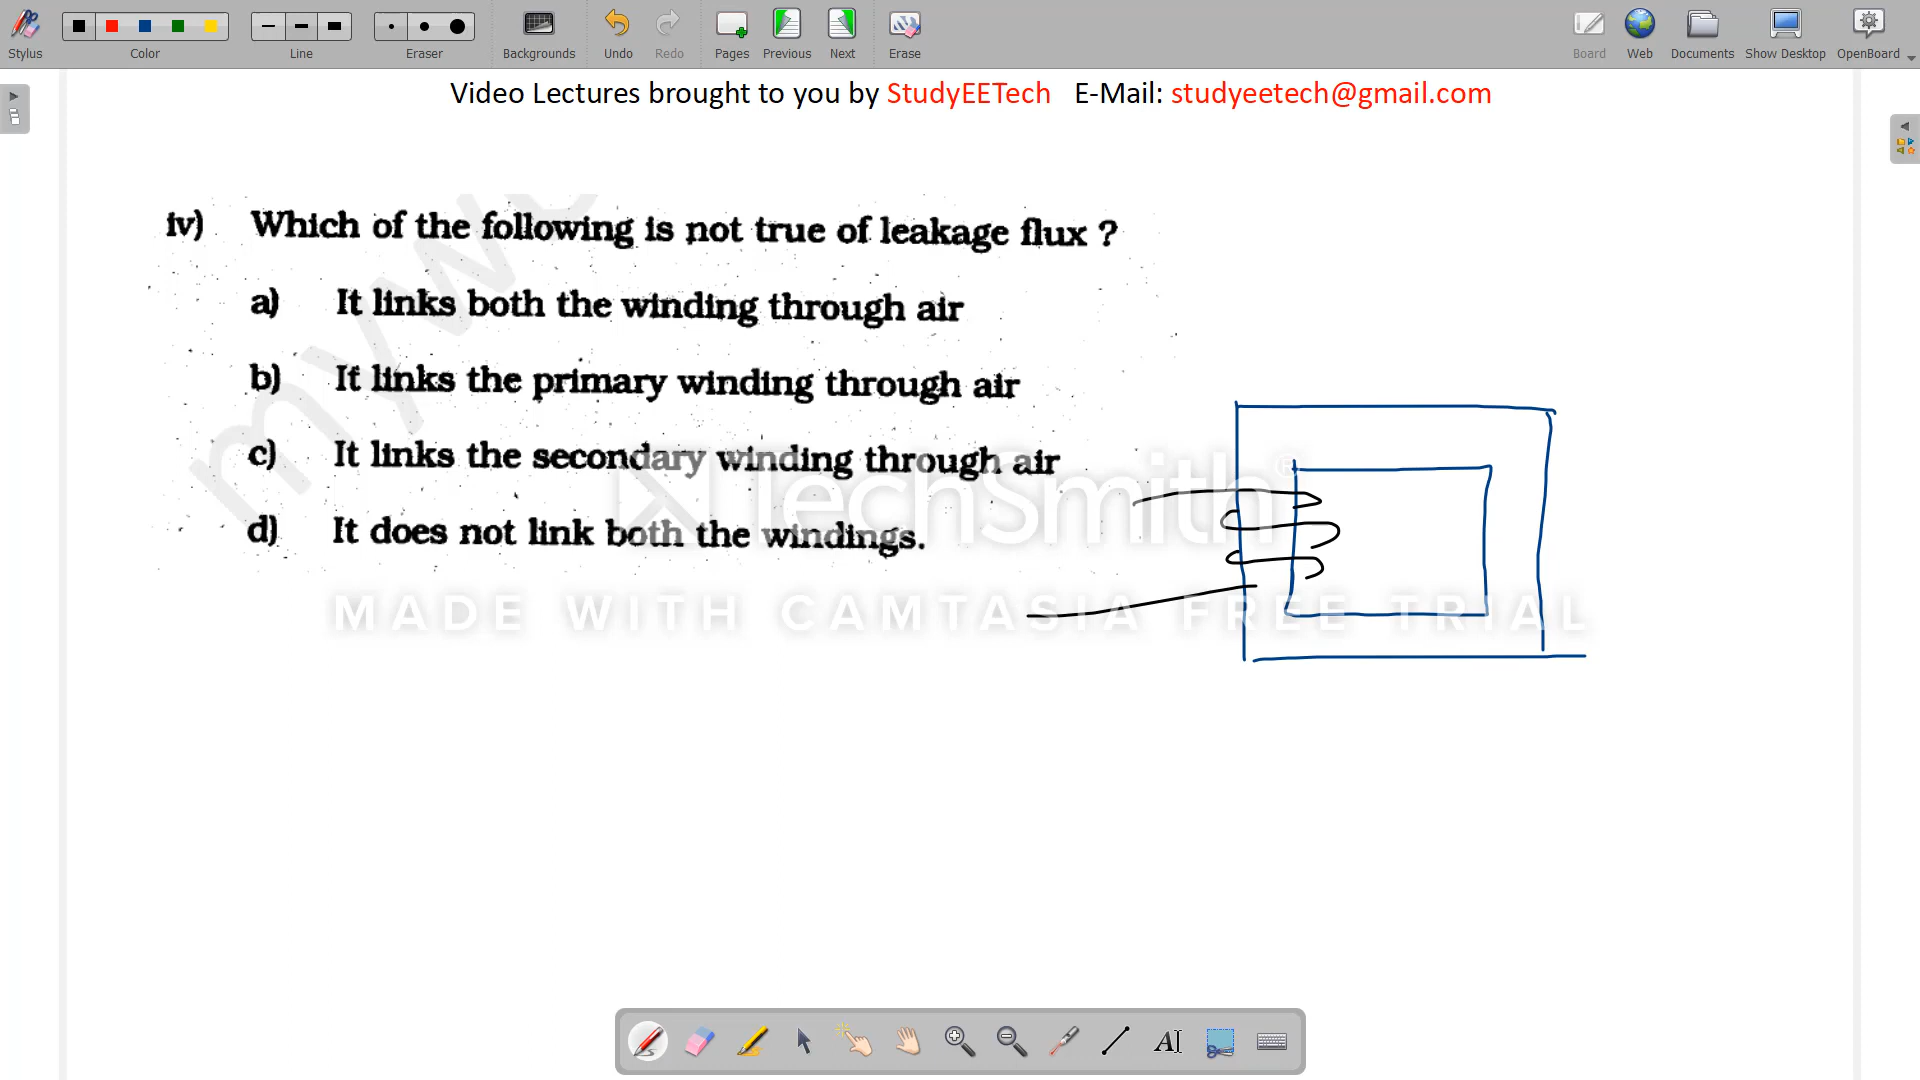 Stylus Color Line Eraser Backgrounds Undo Redo Pages Previous Next Erase Board Web Documents Show Desktop OpenBoard
Video Lectures brought to you by StudyEETech E-Mail: studyeetech@gmail.com
iv) Which of the following is not true of leakage flux ?
a) It links both the winding through air
b) It links the primary winding through air
c) It links the secondary winding through air
d) It does not link both the windings.
TechSmith®
MADE WITH CAMTASIA FREE TRIAL